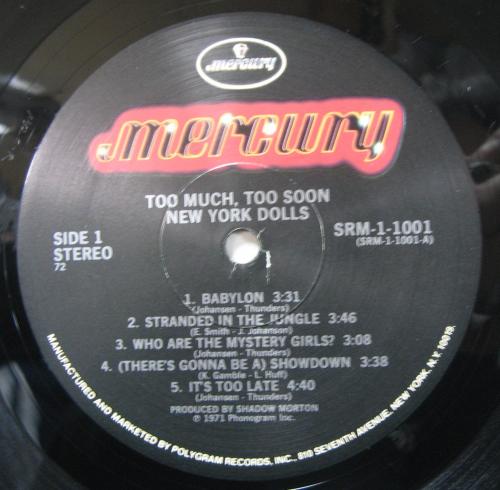 mercury
mercury
TOO MUCH, TOO SOON
NEW YORK DOLLS
SIDE 1
STEREO
72
SRM-1-1001
(SRM-1-1001-A)
1. BABYLON 3:31
(Johansen - Thunders)
2. STRANDED IN THE JUNGLE 3:46
(E. Smith - J. Johanson)
3. WHO ARE THE MYSTERY GIRLS? 3:08
(Johansen - Thunders)
4. (THERE'S GONNA BE A) SHOWDOWN 3:38
(K. Gamble - L. Huff)
5. IT'S TOO LATE 4:40
(Johansen - Thunders)
PRODUCED BY SHADOW MORTON
℗ 1971 Phonogram Inc.
MANUFACTURED AND MARKETED BY POLYGRAM RECORDS, INC., 810 SEVENTH AVENUE, NEW YORK, N.Y. 10019.